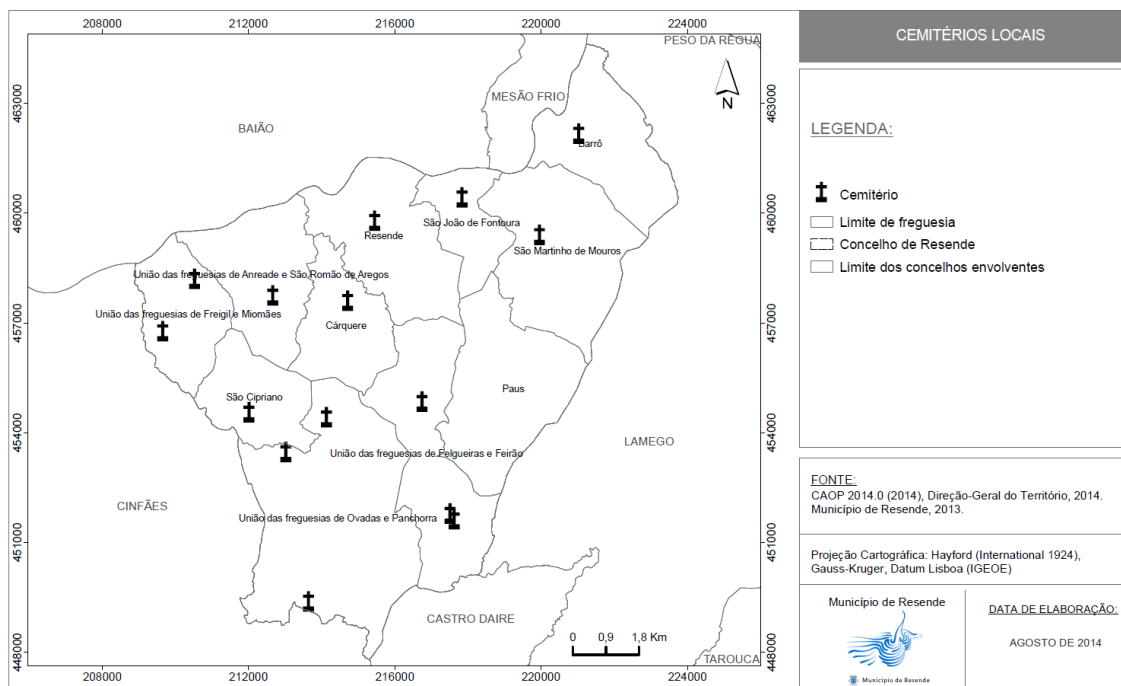 208000
212000
216000
220000
224000
PESO DA RÉGUA
MESÃO FRIO
463000
463000
BAIÃO
Barrô
460000
460000
São João de Fontoura
Resende
São Martinho de Mouros
União das freguesias de Anreade e São Romão de Aregos
União das freguesias de Freigil e Miomães
457000
457000
Cárquere
Paus
São Cipriano
454000
454000
LAMEGO
União das freguesias de Felgueiras e Feirão
CINFÃES
União das freguesias de Ovadas e Panchorra
451000
451000
CASTRO DAIRE
0 0,9 1,8 Km
448000
448000
TAROUCA
208000
212000
216000
220000
224000
N
CEMITÉRIOS LOCAIS
LEGENDA:
Cemitério
Limite de freguesia
Concelho de Resende
Limite dos concelhos envolventes
FONTE:
CAOP 2014.0 (2014), Direção-Geral do Território, 2014.
Município de Resende, 2013.
Projeção Cartográfica: Hayford (International 1924),
Gauss-Kruger, Datum Lisboa (IGEOE)
Município de Resende
Município de Resende
DATA DE ELABORAÇÃO:
AGOSTO DE 2014